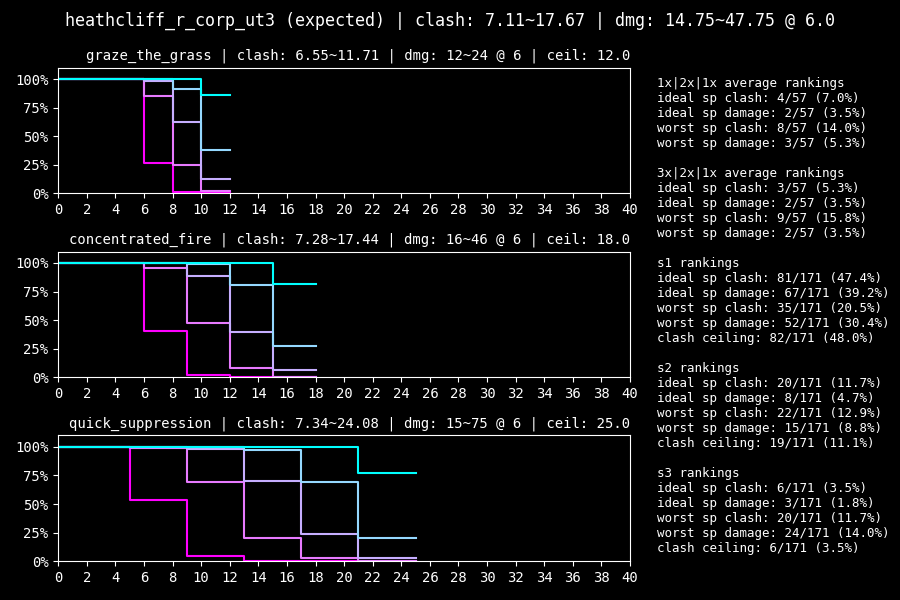 heathcliff_r_corp_ut3 (expected) | clash: 7.11~17.67 | dmg: 14.75~47.75 @ 6.0
graze_the_grass | clash: 6.55~11.71 | dmg: 12~24 @ 6 | ceil: 12.0
100%
75%
50%
25%
0%
0 2 4 6 8 10 12 14 16 18 20 22 24 26 28 30 32 34 36 38 40
concentrated_fire | clash: 7.28~17.44 | dmg: 16~46 @ 6 | ceil: 18.0
100%
75%
50%
25%
0%
0 2 4 6 8 10 12 14 16 18 20 22 24 26 28 30 32 34 36 38 40
quick_suppression | clash: 7.34~24.08 | dmg: 15~75 @ 6 | ceil: 25.0
100%
75%
50%
25%
0%
0 2 4 6 8 10 12 14 16 18 20 22 24 26 28 30 32 34 36 38 40
1x|2x|1x average rankings
ideal sp clash: 4/57 (7.0%)
ideal sp damage: 2/57 (3.5%)
worst sp clash: 8/57 (14.0%)
worst sp damage: 3/57 (5.3%)
3x|2x|1x average rankings
ideal sp clash: 3/57 (5.3%)
ideal sp damage: 2/57 (3.5%)
worst sp clash: 9/57 (15.8%)
worst sp damage: 2/57 (3.5%)
s1 rankings
ideal sp clash: 81/171 (47.4%)
ideal sp damage: 67/171 (39.2%)
worst sp clash: 35/171 (20.5%)
worst sp damage: 52/171 (30.4%)
clash ceiling: 82/171 (48.0%)
s2 rankings
ideal sp clash: 20/171 (11.7%)
ideal sp damage: 8/171 (4.7%)
worst sp clash: 22/171 (12.9%)
worst sp damage: 15/171 (8.8%)
clash ceiling: 19/171 (11.1%)
s3 rankings
ideal sp clash: 6/171 (3.5%)
ideal sp damage: 3/171 (1.8%)
worst sp clash: 20/171 (11.7%)
worst sp damage: 24/171 (14.0%)
clash ceiling: 6/171 (3.5%)